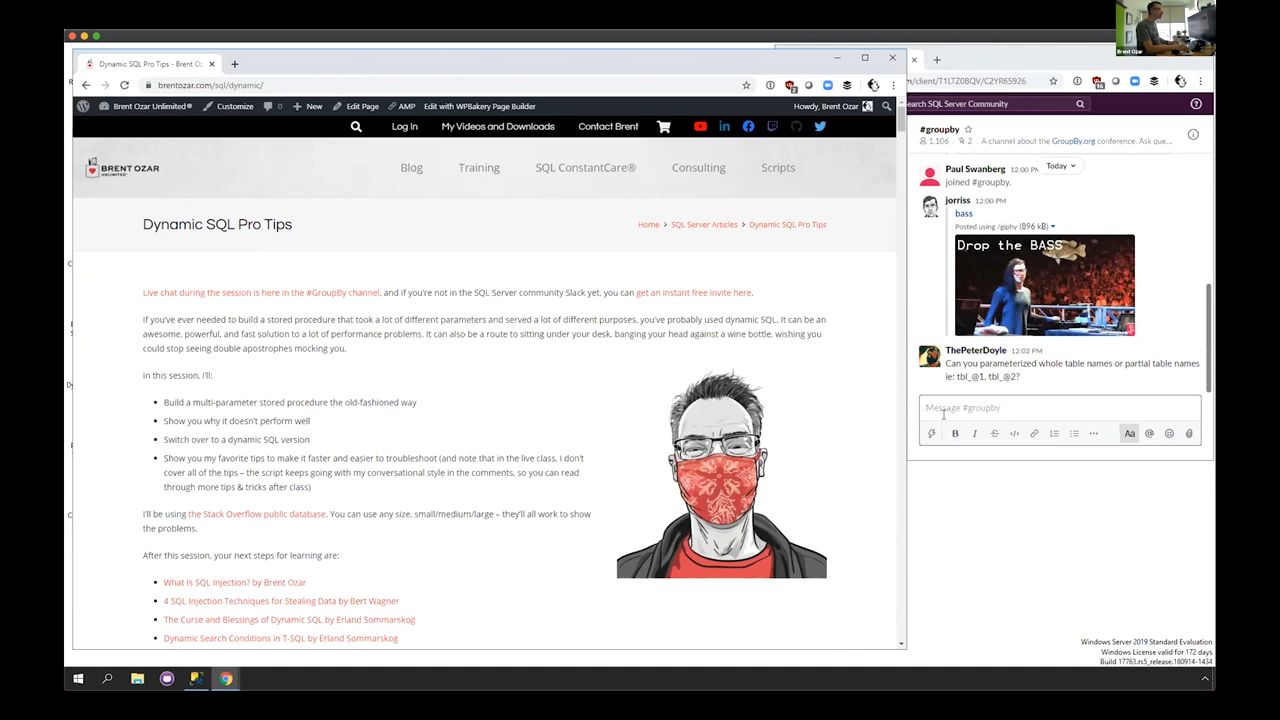 Brent Ozar
Dynamic SQL Pro Tips - Brent O
brentozar.com/sql/dynamic/
/client/T1LTZ0BQV/C2YR65926
Brent Ozar Unlimited®
Customize
0
New
Edit Page
AMP
Edit with WPBakery Page Builder
Howdy, Brent Ozar
Log In
My Videos and Downloads
Contact Brent
BRENT OZAR
UNLIMITED®
Blog
Training
SQL ConstantCare®
Consulting
Scripts
Dynamic SQL Pro Tips
Home > SQL Server Articles > Dynamic SQL Pro Tips
Live chat during the session is here in the #GroupBy channel, and if you're not in the SQL Server community Slack yet, you can get an instant free invite here.
If you've ever needed to build a stored procedure that took a lot of different parameters and served a lot of different purposes, you've probably used dynamic SQL. It can be an
awesome, powerful, and fast solution to a lot of performance problems. It can also be a route to sitting under your desk, banging your head against a wine bottle, wishing you
could stop seeing double apostrophes mocking you.
In this session, I'll:
Build a multi-parameter stored procedure the old-fashioned way
Show you why it doesn't perform well
Switch over to a dynamic SQL version
Show you my favorite tips to make it faster and easier to troubleshoot (and note that in the live class, I don't
cover all of the tips – the script keeps going with my conversational style in the comments, so you can read
through more tips & tricks after class)
I'll be using the Stack Overflow public database. You can use any size, small/medium/large – they'll all work to show
the problems.
After this session, your next steps for learning are:
What Is SQL Injection? by Brent Ozar
4 SQL Injection Techniques for Stealing Data by Bert Wagner
The Curse and Blessings of Dynamic SQL by Erland Sommarskog
Dynamic Search Conditions in T-SQL by Erland Sommarskog
earch SQL Server Community
#groupby
1,106
2
A channel about the GroupBy.org conference. Ask que...
Today
Paul Swanberg 12:00 PM
joined #groupby.
jorriss 12:00 PM
bass
Posted using /giphy (896 kB)
Drop the BASS
ThePeterDoyle 12:02 PM
Can you parameterized whole table names or partial table names
ie: tbl_@1, tbl_@2?
Message #groupby
Aa
Windows Server 2019 Standard Evaluation
Windows License valid for 172 days
Build 17763.rs5_release.180914-1434